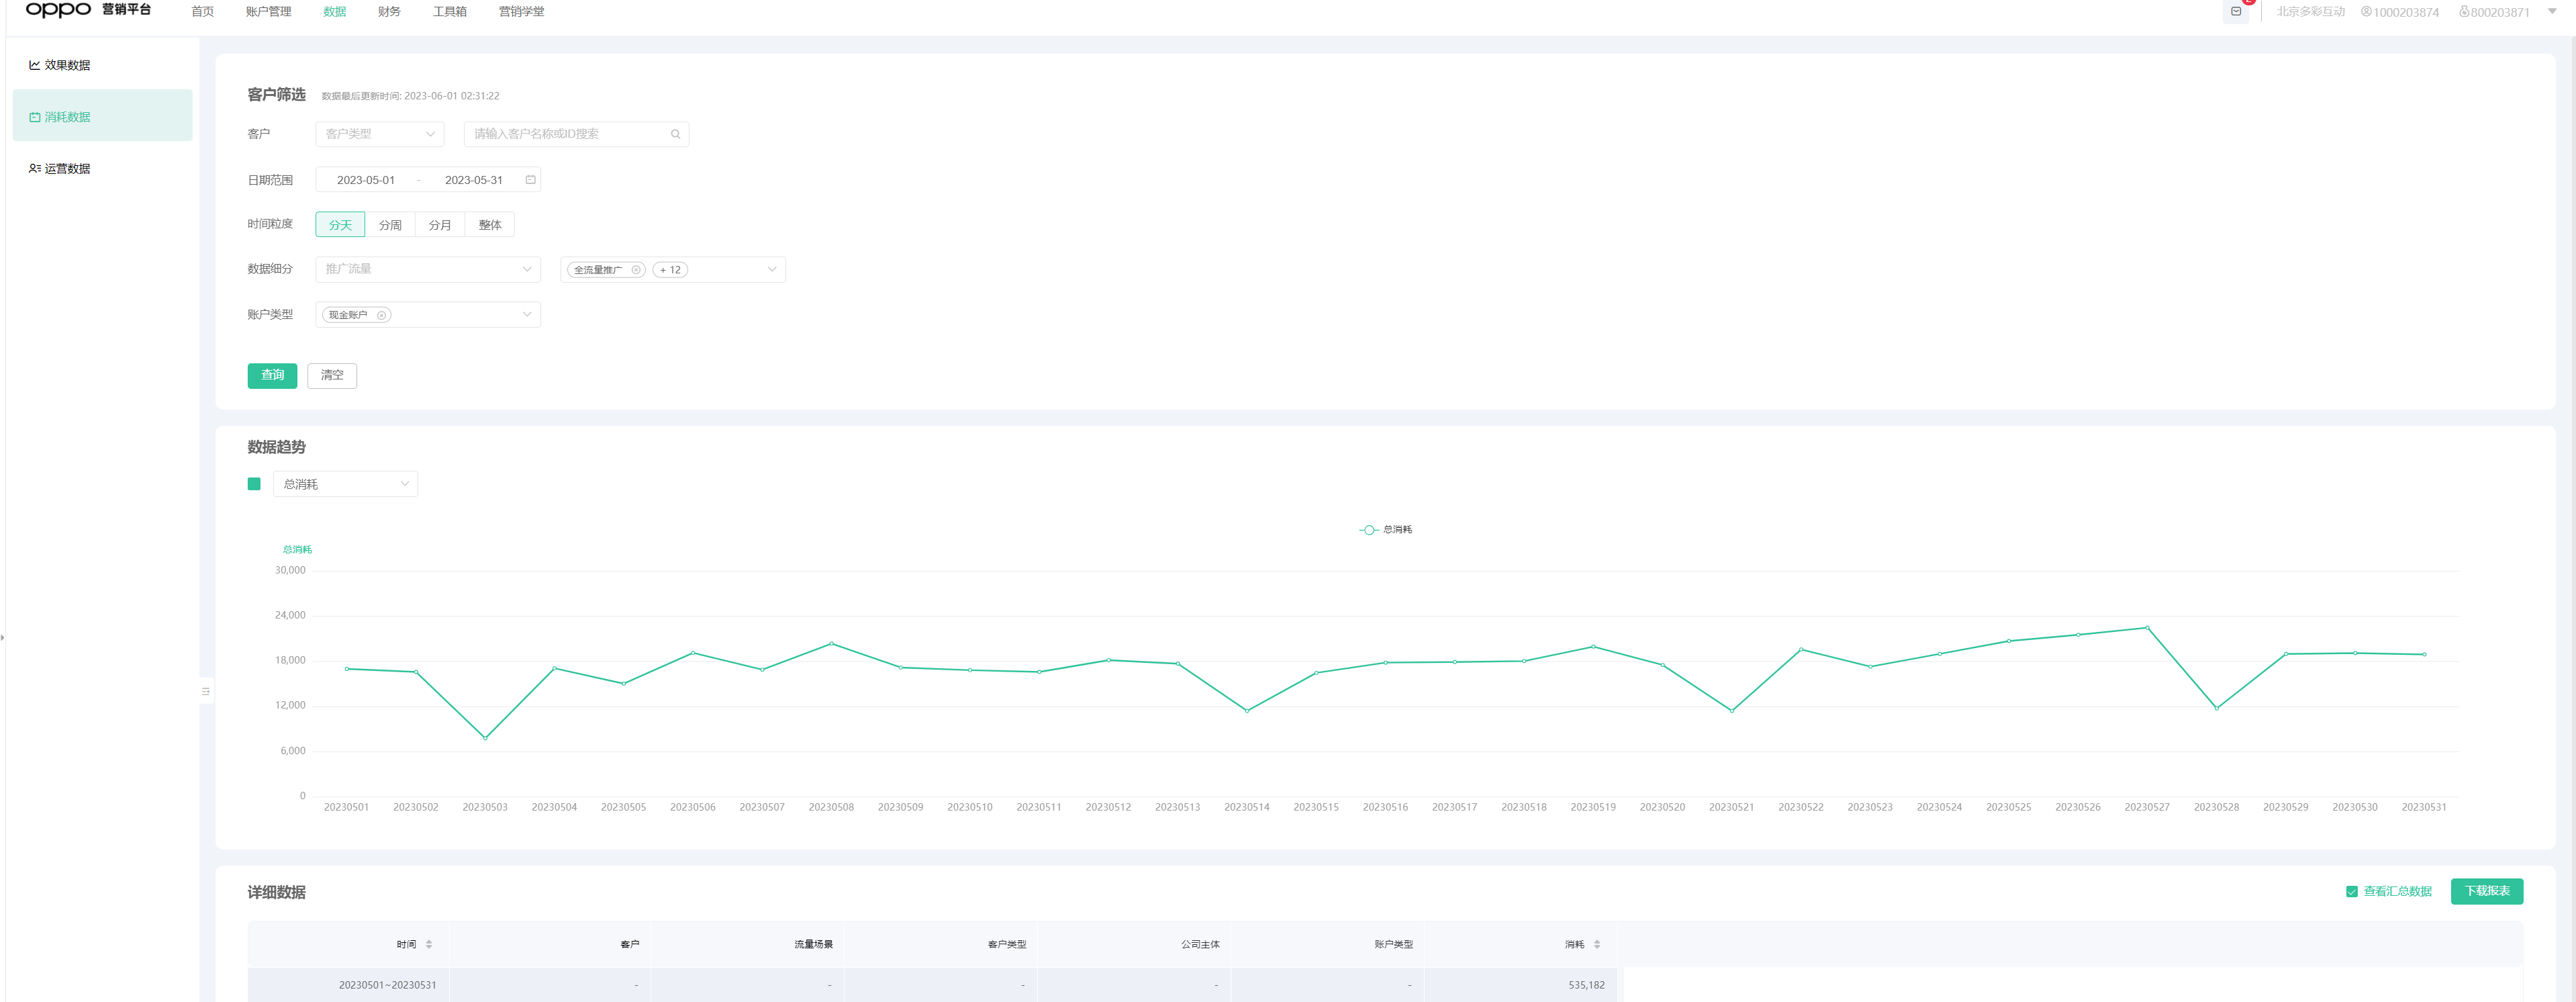 oppo 营销平台 首页 账户管理 数据 财务 工具箱 营销学堂 北京多彩互动 1000203874 800203871
效果数据
消耗数据
运营数据
客户筛选 数据最后更新时间: 2023-06-01 02:31:22
客户 客户类型 请输入客户名称或ID搜索
日期范围 2023-05-01 - 2023-05-31
时间粒度 分天 分周 分月 整体
数据细分 推广流量 全流量推广 + 12
账户类型 现金账户
查询 清空
数据趋势
总消耗
总消耗
总消耗
30,000
24,000
18,000
12,000
6,000
0
20230501 20230502 20230503 20230504 20230505 20230506 20230507 20230508 20230509 20230510 20230511 20230512 20230513 20230514 20230515 20230516 20230517 20230518 20230519 20230520 20230521 20230522 20230523 20230524 20230525 20230526 20230527 20230528 20230529 20230530 20230531
详细数据 查看汇总数据 下载报表
时间 客户 流量场景 客户类型 公司主体 账户类型 消耗
20230501~20230531 - - - - - 535,182